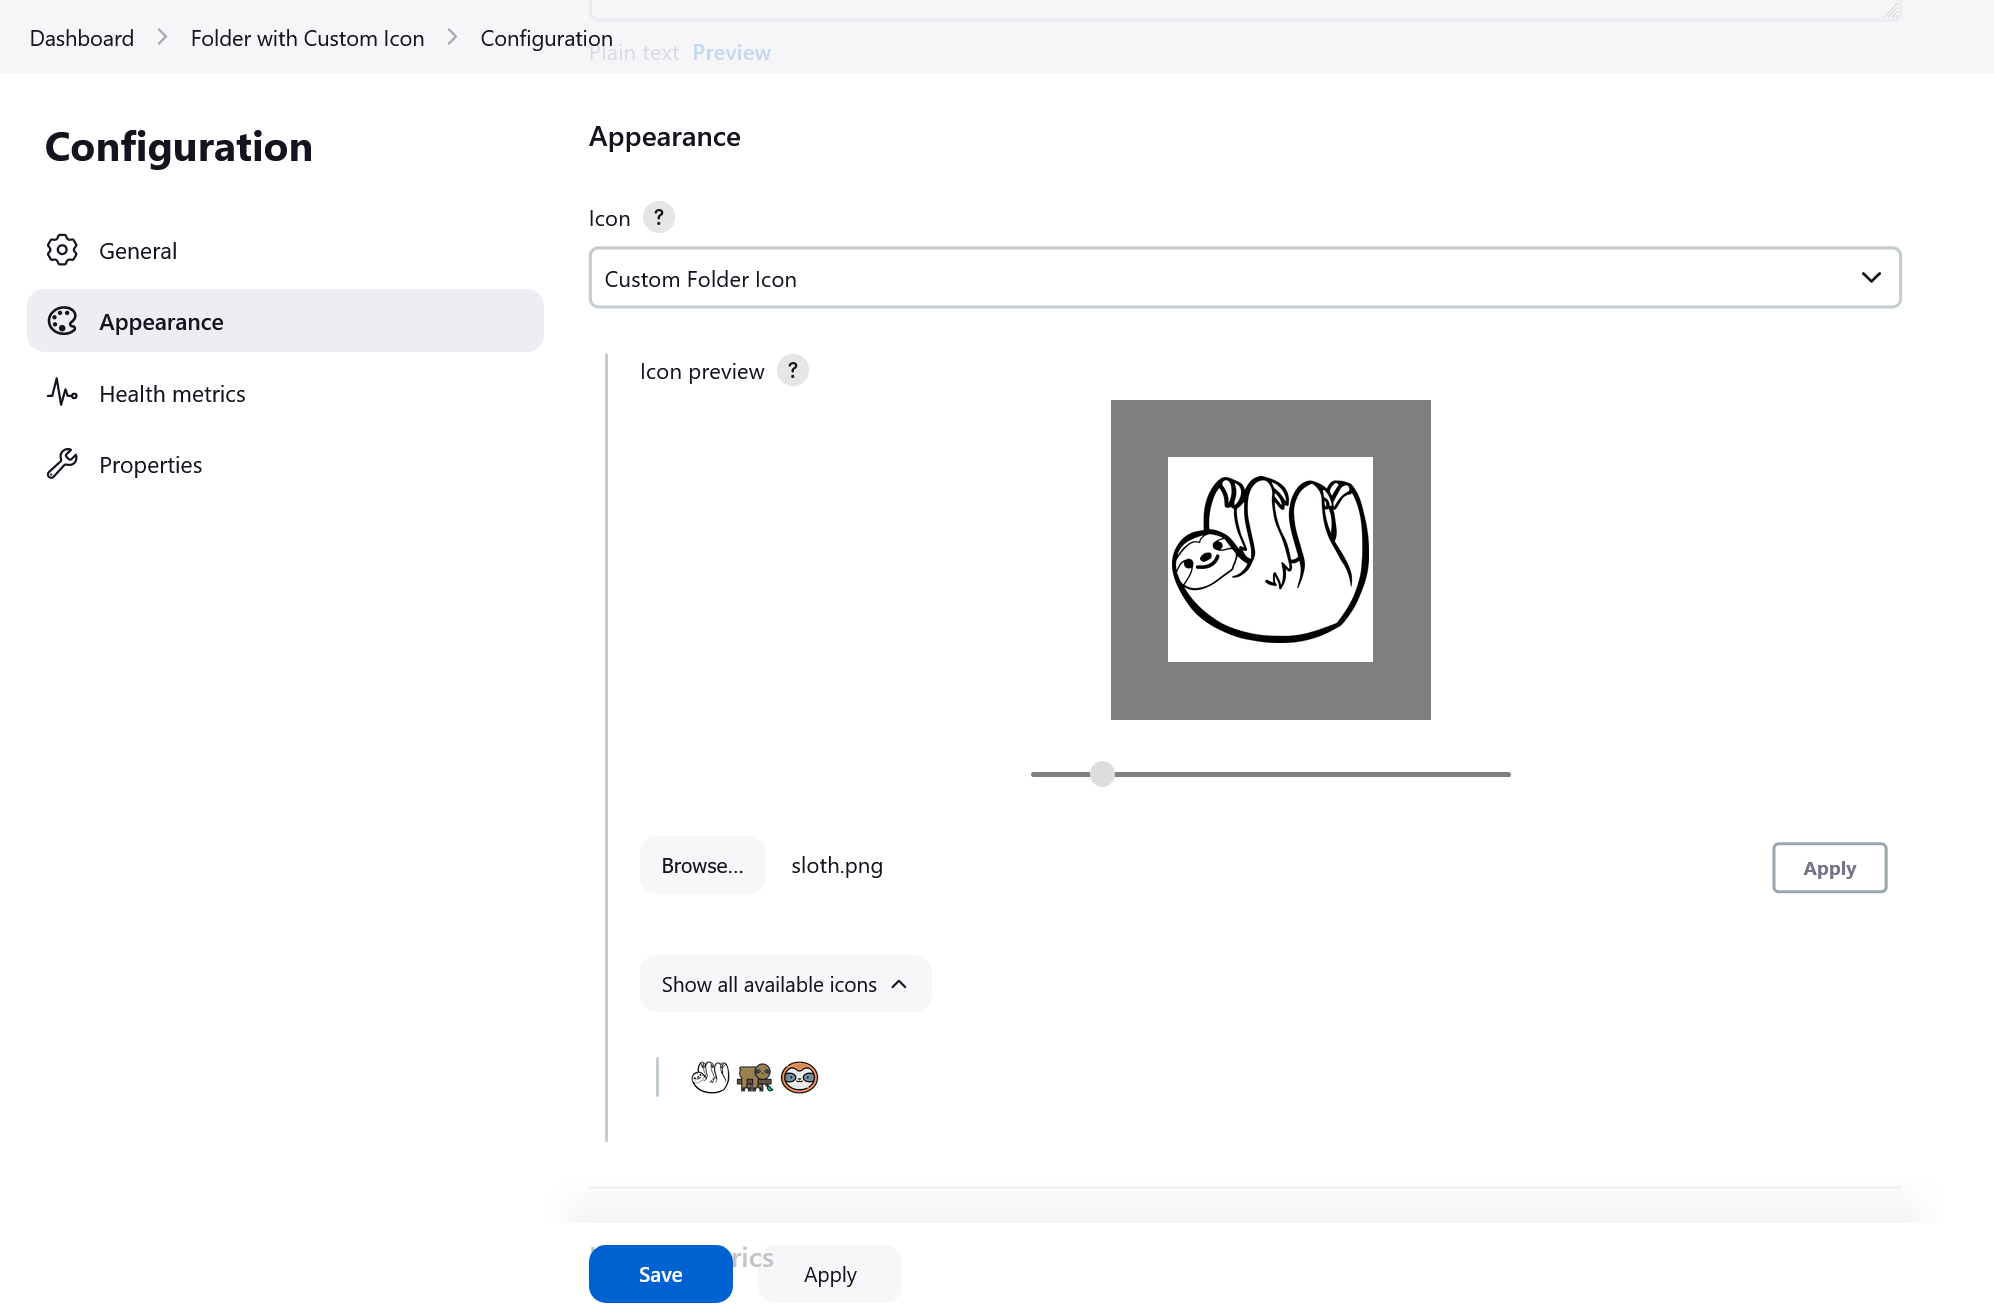 Dashboard
Folder with Custom Icon
Configuration
Plain text Preview
Configuration
General
Appearance
Health metrics
Properties
Appearance
Icon ?
Custom Folder Icon
Icon preview ?
Browse... sloth.png
Apply
Show all available icons
Save
Apply